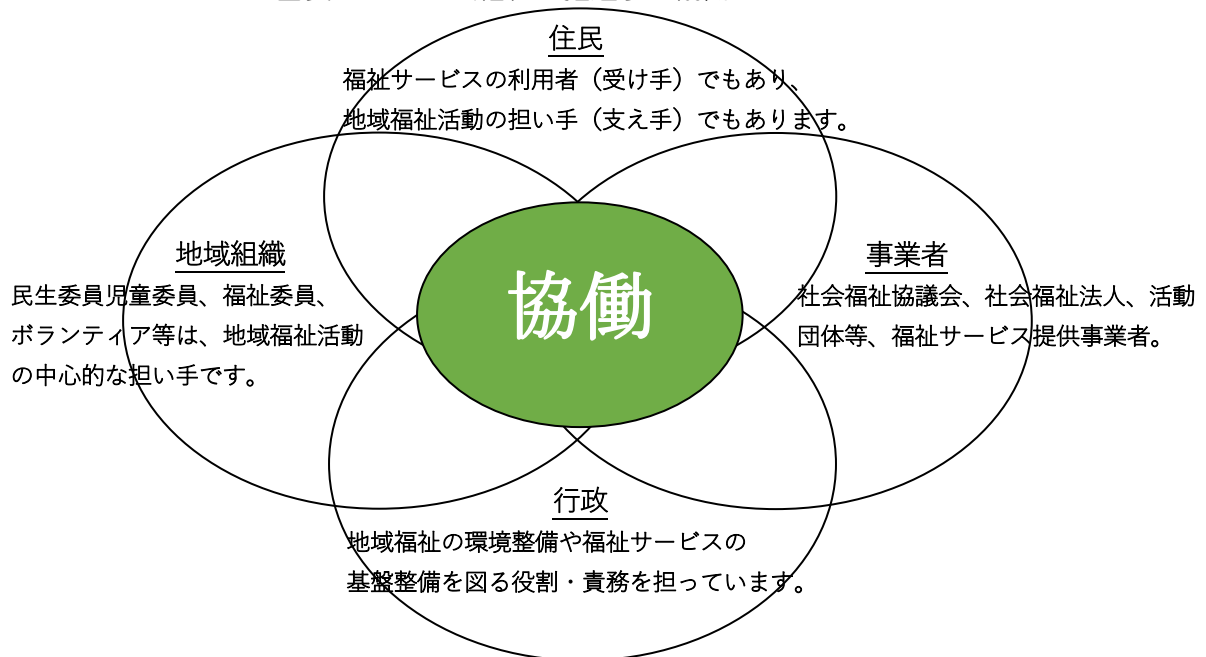 住民
福祉サービスの利用者（受け手）でもあり、
地域福祉活動の担い手（支え手）でもあります。
地域組織
民生委員児童委員、福祉委員、
ボランティア等は、地域福祉活動
の中心的な担い手です。
協働
事業者
社会福祉協議会、社会福祉法人、活動
団体等、福祉サービス提供事業者。
行政
地域福祉の環境整備や福祉サービスの
基盤整備を図る役割・責務を担っています。